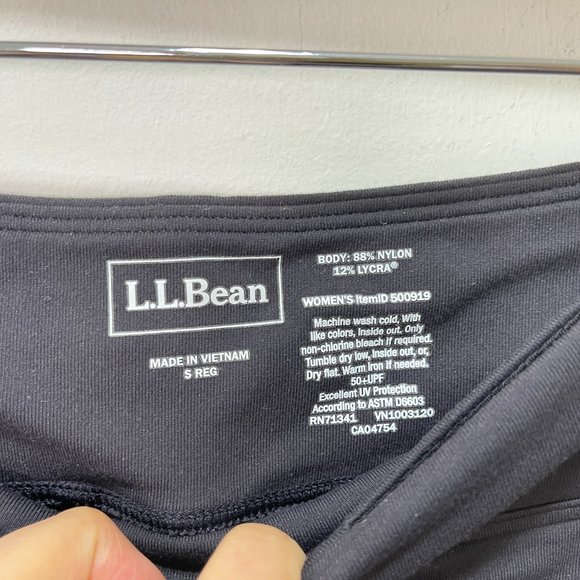 L.L.Bean
MADE IN VIETNAM
S REG
BODY: 88% NYLON
12% LYCRA®
WOMEN'S ItemID 500919
Machine wash cold, With
like colors, Inside out. Only
non-chlorine bleach if required.
Tumble dry low, Inside out, or,
Dry flat. Warm Iron if needed.
50+UPF
Excellent UV Protection
According to ASTM D6603
RN71341 VN1003120
CA04754